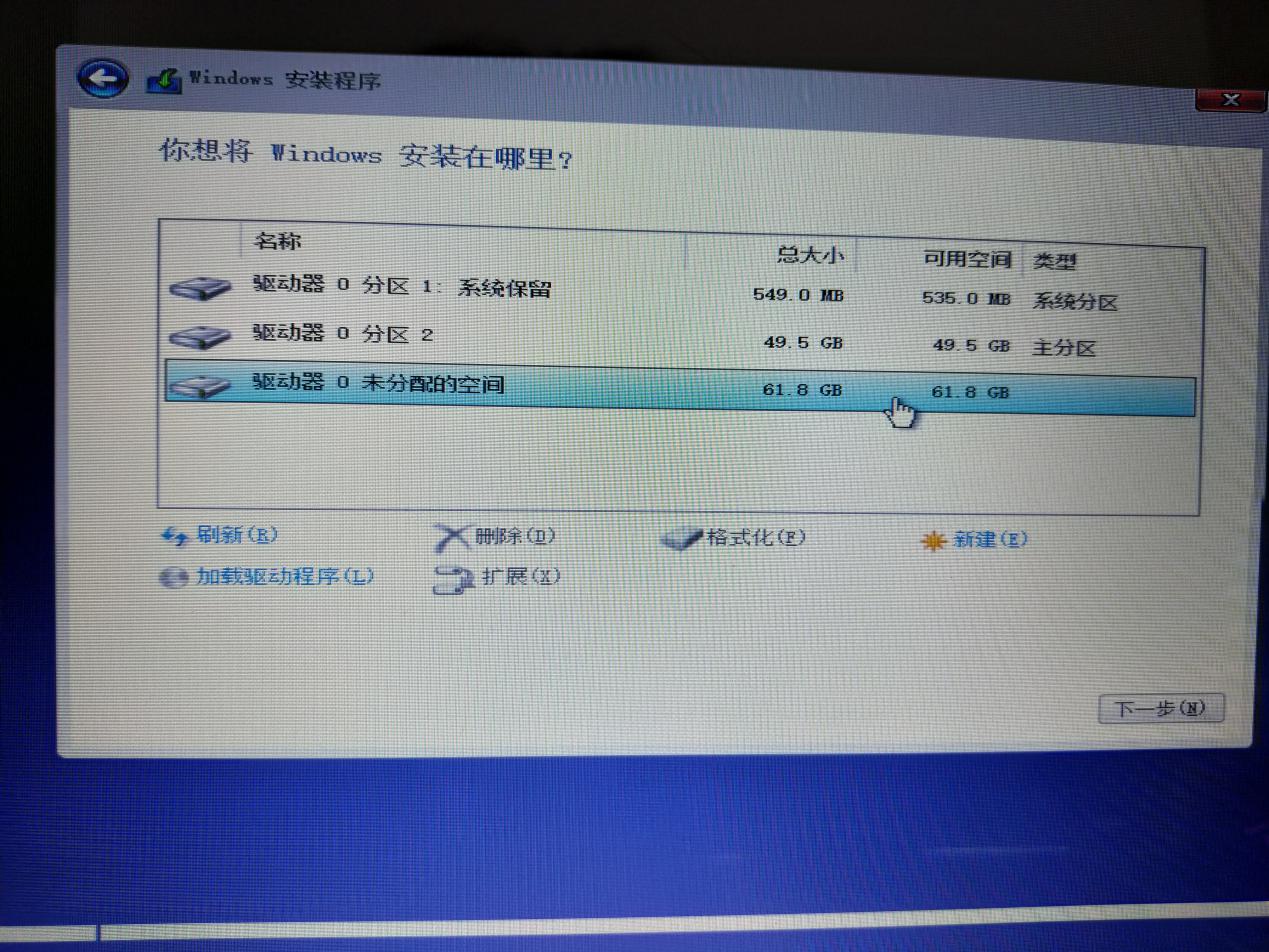 Windows 安装程序
你想将 Windows 安装在哪里?
名称 总大小 可用空间 类型
驱动器 0 分区 1: 系统保留 549.0 MB 535.0 MB 系统分区
驱动器 0 分区 2 49.5 GB 49.5 GB 主分区
驱动器 0 未分配的空间 61.8 GB 61.8 GB
刷新(R) 删除(D) 格式化(F) 新建(E)
加载驱动程序(L) 扩展(X)
下一步(N)